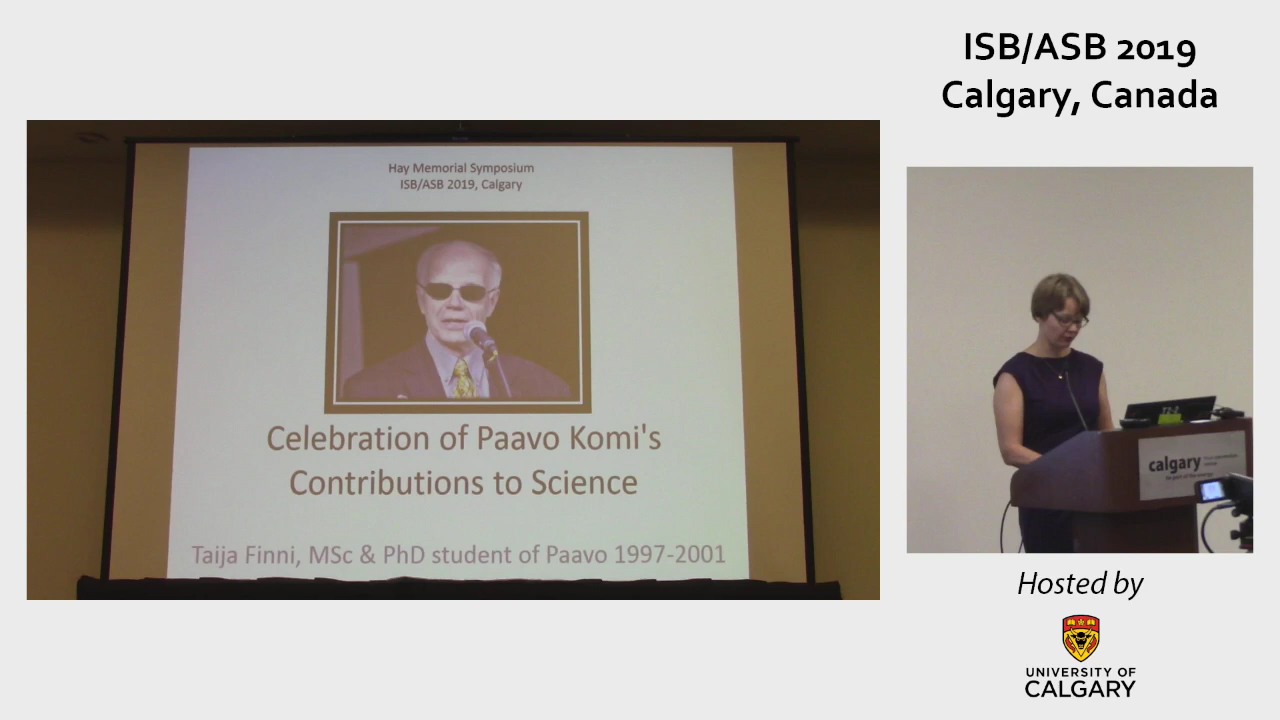 ISB/ASB 2019
Calgary, Canada
Hay Memorial Symposium
ISB/ASB 2019, Calgary
Celebration of Paavo Komi's
Contributions to Science
Taija Finni, MSc & PhD student of Paavo 1997-2001
calgary
Hosted by
UNIVERSITY OF
CALGARY